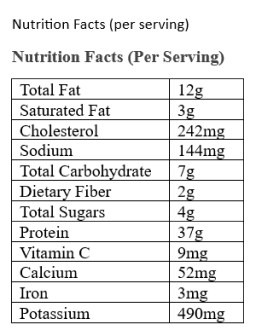 Nutrition Facts (per serving)
Nutrition Facts (Per Serving)
Total Fat 12g
Saturated Fat 3g
Cholesterol 242mg
Sodium 144mg
Total Carbohydrate 7g
Dietary Fiber 2g
Total Sugars 4g
Protein 37g
Vitamin C 9mg
Calcium 52mg
Iron 3mg
Potassium 490mg